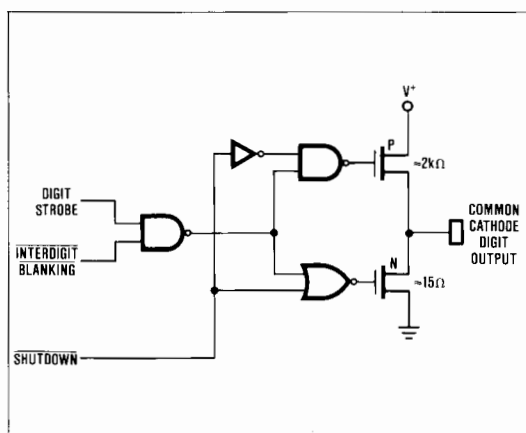 V+
P
≈2kΩ
DIGIT
STROBE
INTERDIGIT
BLANKING
COMMON
CATHODE
DIGIT
OUTPUT
N
≈15Ω
SHUTDOWN